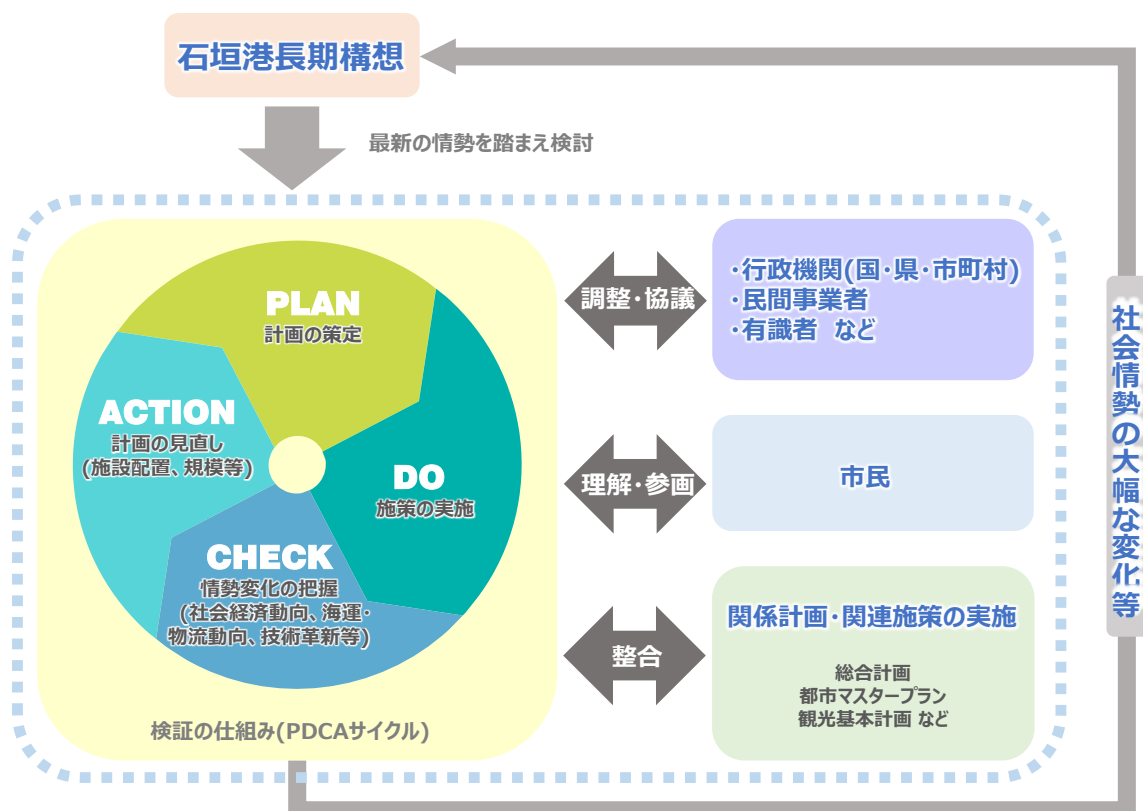 石垣港長期構想
最新の情勢を踏まえ検討
PLAN
計画の策定
DO
施策の実施
CHECK
情勢変化の把握
(社会経済動向、海運・
物流動向、技術革新等)
ACTION
計画の見直し
(施設配置、規模等)
検証の仕組み(PDCAサイクル)
調整・協議
・行政機関(国・県・市町村)
・民間事業者
・有識者 など
理解・参画
市民
整合
関係計画・関連施策の実施
総合計画
都市マスタープラン
観光基本計画 など
社会情勢の大幅な変化等